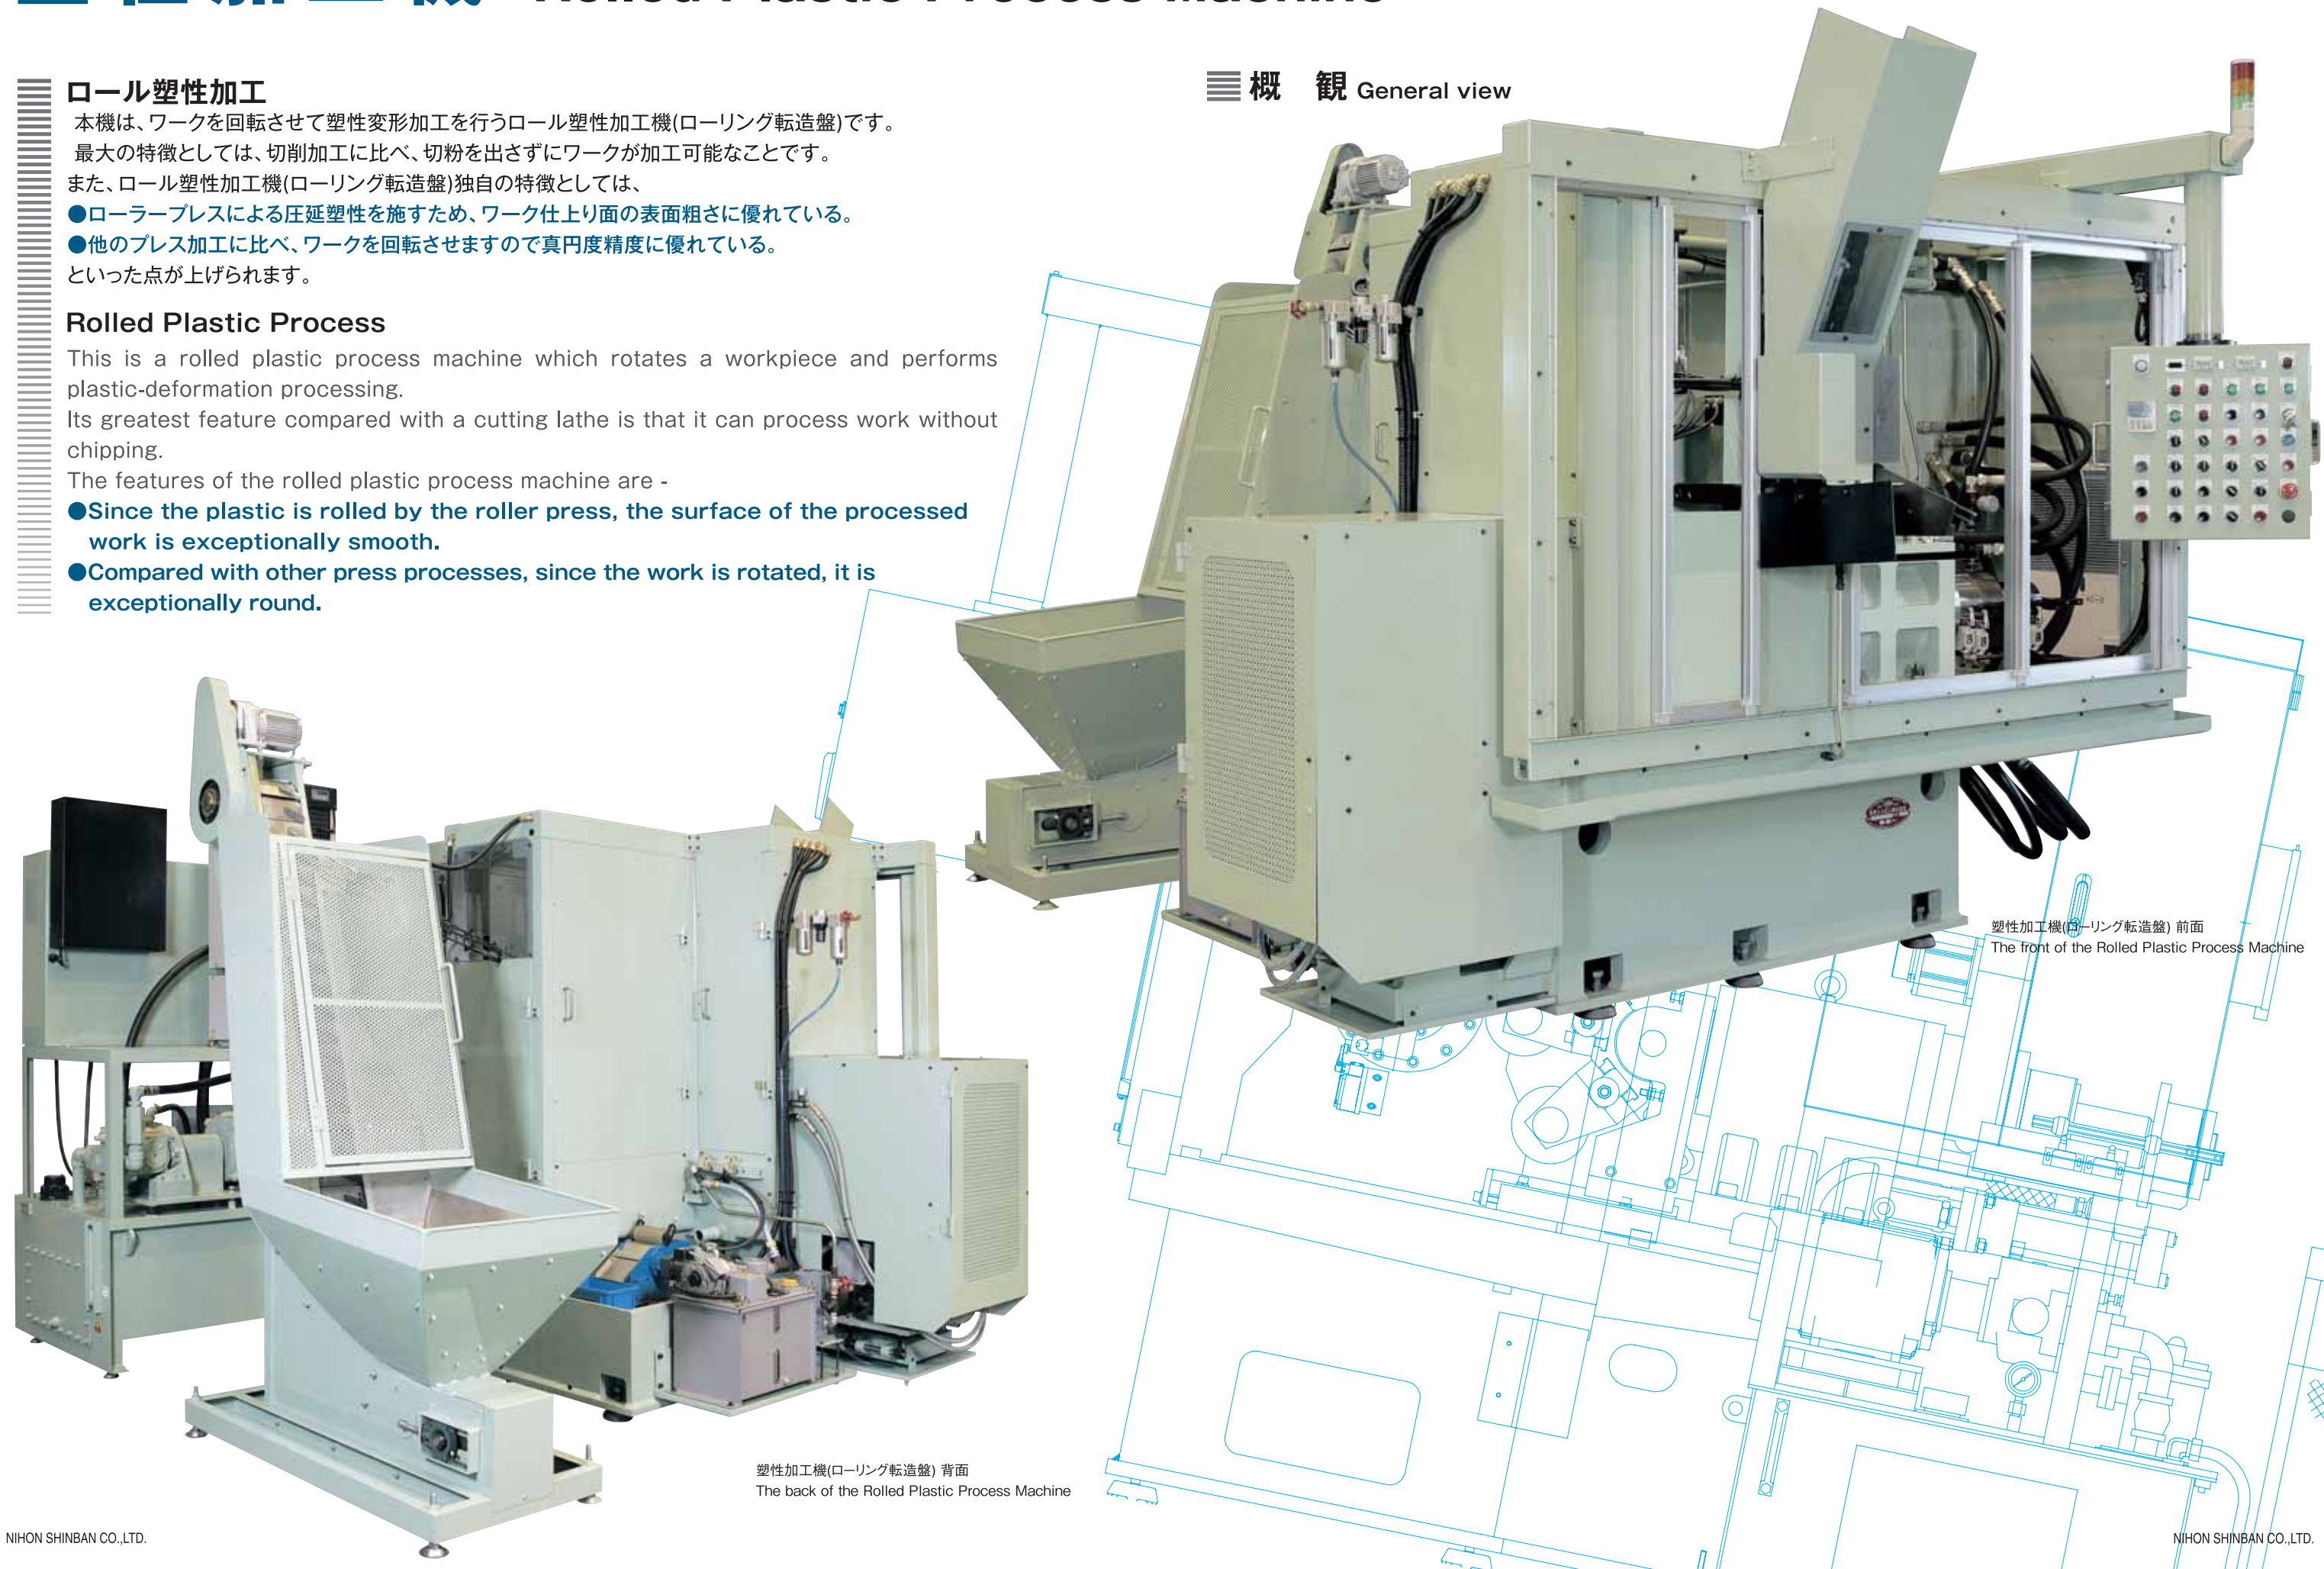 塑性加工機 Rolled Plastic Process Machine
ロール塑性加工
本機は、ワークを回転させて塑性変形加工を行うロール塑性加工機(ローリング転造盤)です。
最大の特徴としては、切削加工に比べ、切粉を出さずにワークが加工可能なことです。
また、ロール塑性加工機(ローリング転造盤)独自の特徴としては、
●ローラープレスによる圧延塑性を施すため、ワーク仕上り面の表面粗さに優れている。
●他のプレス加工に比べ、ワークを回転させますので真円度精度に優れている。
といった点が上げられます。
Rolled Plastic Process
This is a rolled plastic process machine which rotates a workpiece and performs
plastic-deformation processing.
Its greatest feature compared with a cutting lathe is that it can process work without
chipping.
The features of the rolled plastic process machine are -
●Since the plastic is rolled by the roller press, the surface of the processed
work is exceptionally smooth.
●Compared with other press processes, since the work is rotated, it is
exceptionally round.
概 観 General view
塑性加工機(ローリング転造盤) 前面
The front of the Rolled Plastic Process Machine
塑性加工機(ローリング転造盤) 背面
The back of the Rolled Plastic Process Machine
NIHON SHINBAN CO.,LTD.
NIHON SHINBAN CO.,LTD.